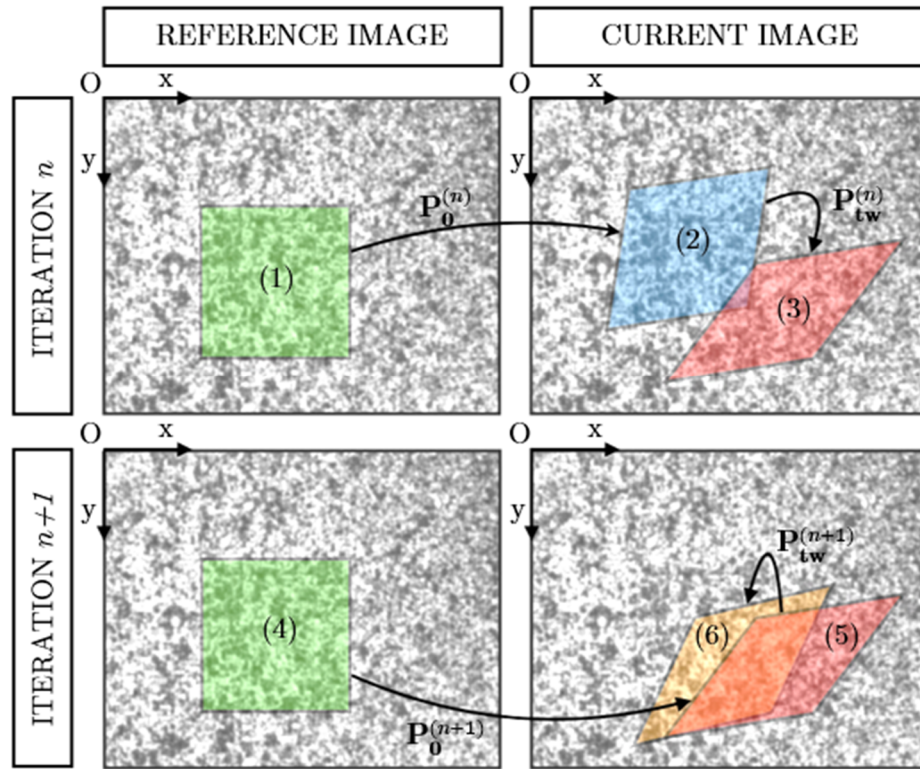 REFERENCE IMAGE
CURRENT IMAGE
ITERATION n
O x
y
(1)
P_0^(n)
O x
y
(2)
P_tw^(n)
(3)
ITERATION n+1
O x
y
(4)
P_0^(n+1)
O x
y
P_tw^(n+1)
(6)
(5)